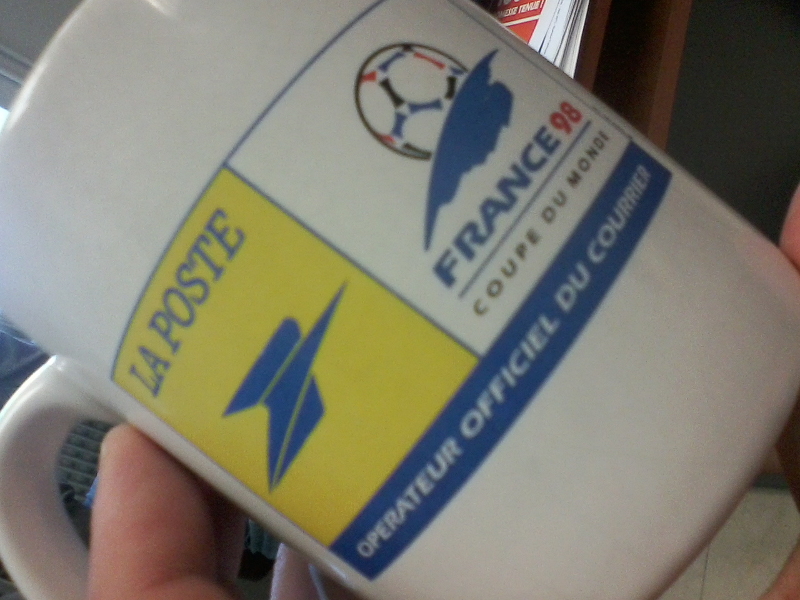 LA POSTE
FRANCE 98
COUPE DU MONDE
OPERATEUR OFFICIEL DU COURRIER